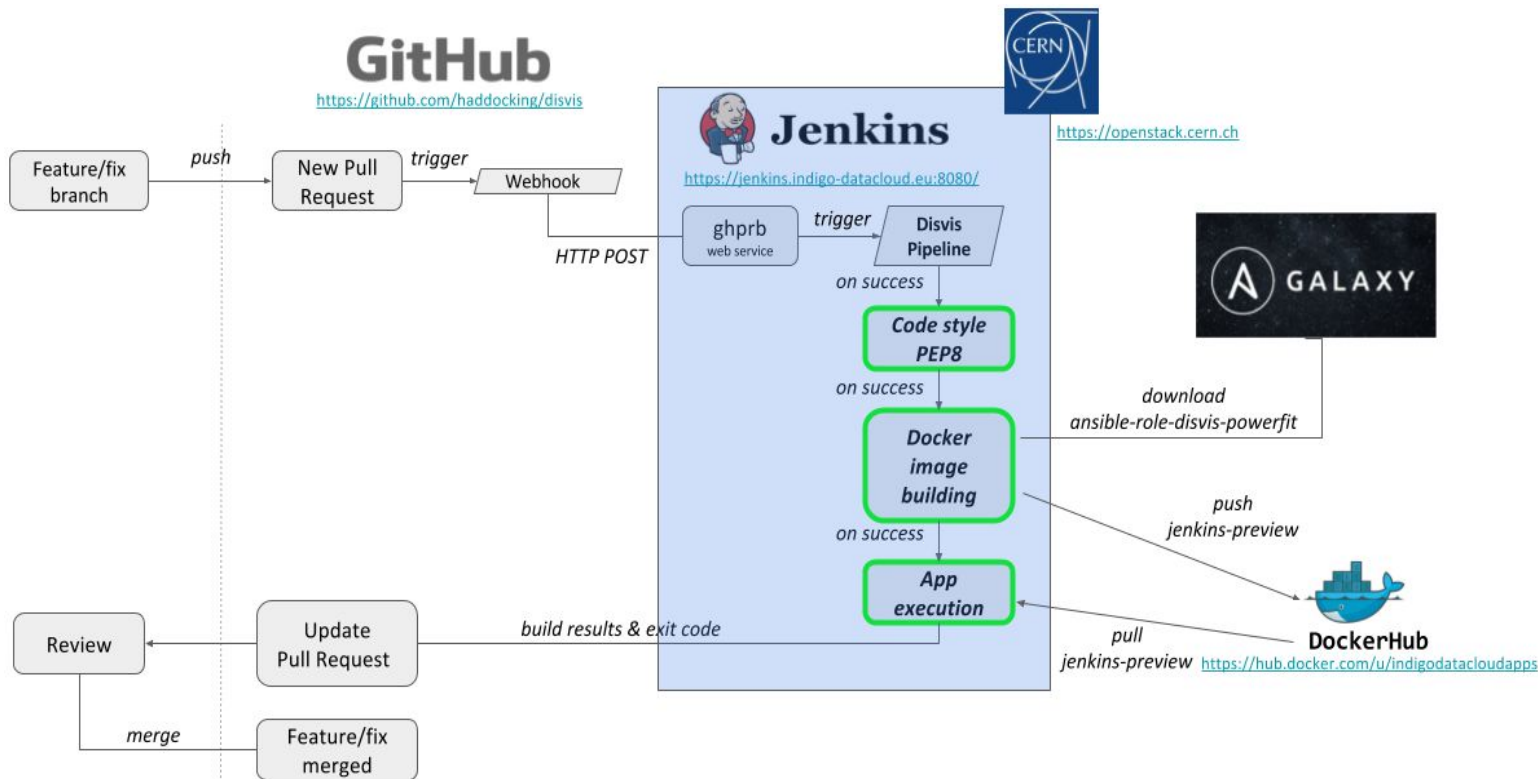 GitHub
https://github.com/haddocking/disvis
CERN
https://openstack.cern.ch
Jenkins
https://jenkins.indigo-datacloud.eu:8080/
Feature/fix
branch
push
New Pull
Request
trigger
Webhook
HTTP POST
ghprb
web service
trigger
Disvis
Pipeline
on success
Code style
PEP8
on success
Docker
image
building
on success
App
execution
A GALAXY
download
ansible-role-disvis-powerfit
push
jenkins-preview
DockerHub
https://hub.docker.com/u/indigodatacloudapps
pull
jenkins-preview
build results & exit code
Update
Pull Request
Review
merge
Feature/fix
merged